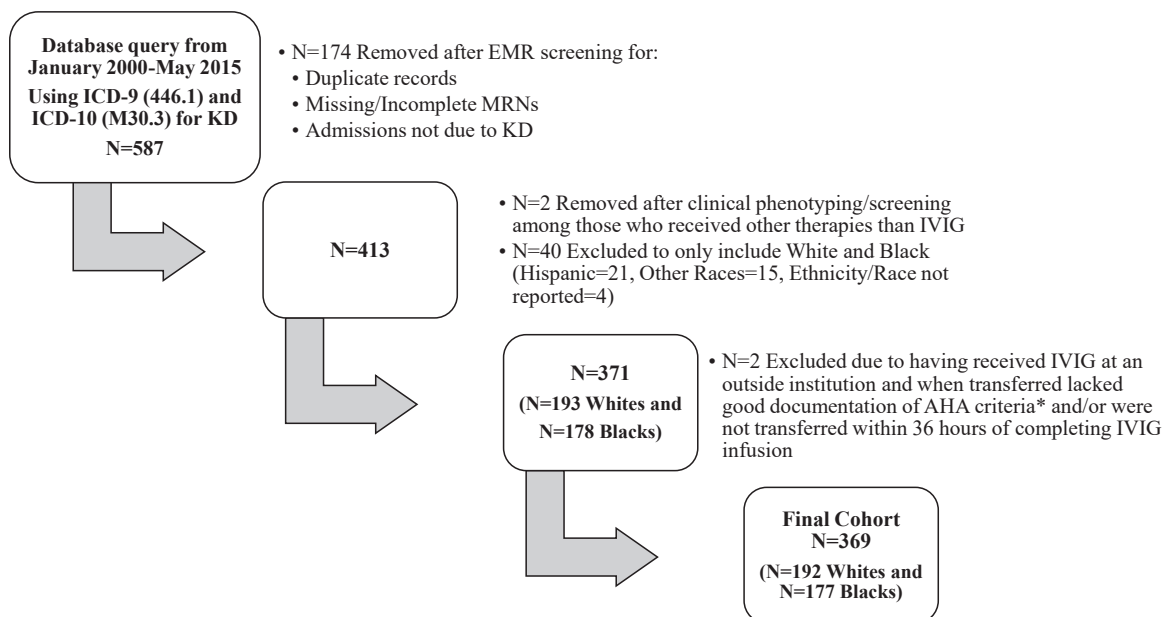 Database query from
January 2000-May 2015
Using ICD-9 (446.1) and
ICD-10 (M30.3) for KD
N=587
• N=174 Removed after EMR screening for:
• Duplicate records
• Missing/Incomplete MRNs
• Admissions not due to KD
N=413
• N=2 Removed after clinical phenotyping/screening
among those who received other therapies than IVIG
• N=40 Excluded to only include White and Black
(Hispanic=21, Other Races=15, Ethnicity/Race not
reported=4)
N=371
(N=193 Whites and
N=178 Blacks)
• N=2 Excluded due to having received IVIG at an
outside institution and when transferred lacked
good documentation of AHA criteria* and/or were
not transferred within 36 hours of completing IVIG
infusion
Final Cohort
N=369
(N=192 Whites and
N=177 Blacks)